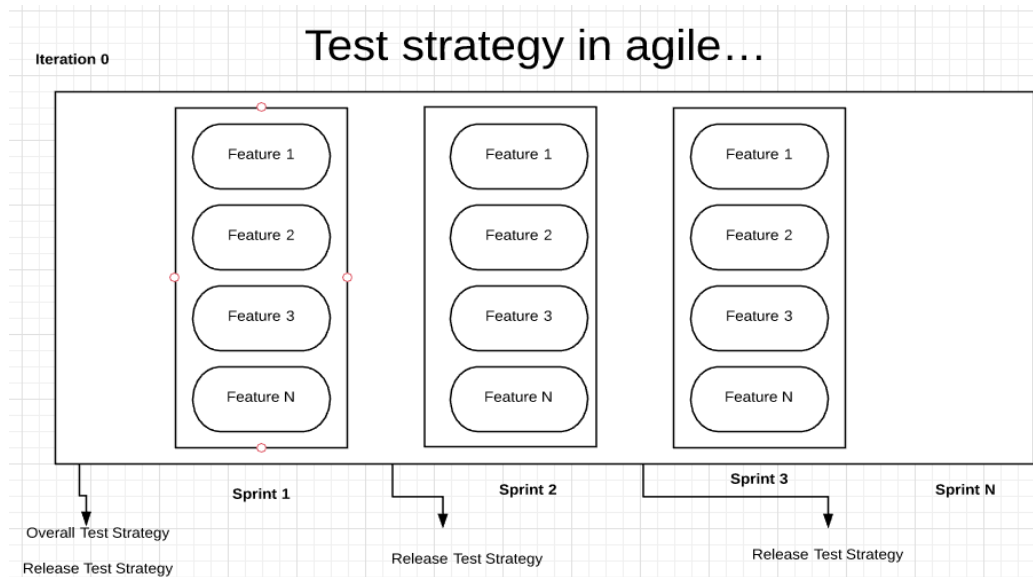 Test strategy in agile…
Iteration 0
Feature 1
Feature 2
Feature 3
Feature N
Feature 1
Feature 2
Feature 3
Feature N
Feature 1
Feature 2
Feature 3
Feature N
Sprint 1
Sprint 2
Sprint 3
Sprint N
Overall Test Strategy
Release Test Strategy
Release Test Strategy
Release Test Strategy